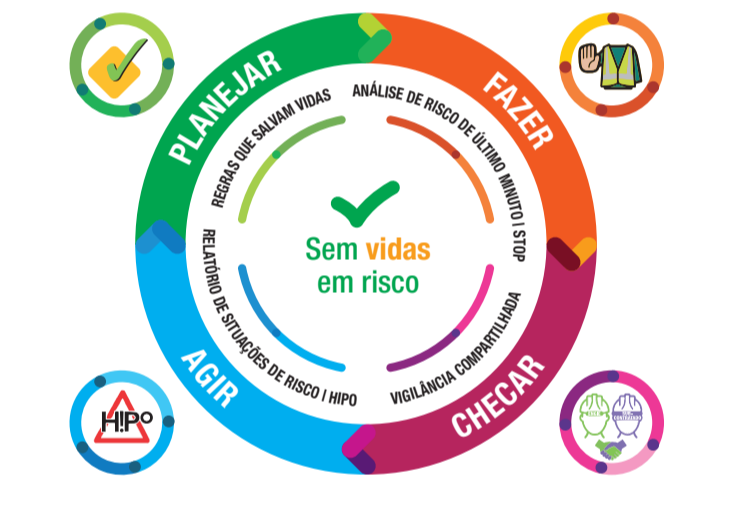 PLANEJAR
FAZER
REGRAS QUE SALVAM VIDAS
ANÁLISE DE RISCO DE ÚLTIMO MINUTO | STOP
Sem vidas
em risco
RELATÓRIO DE SITUAÇÕES DE RISCO | HIPO
VIGILÂNCIA COMPARTILHADA
AGIR
CHECAR
H!PO